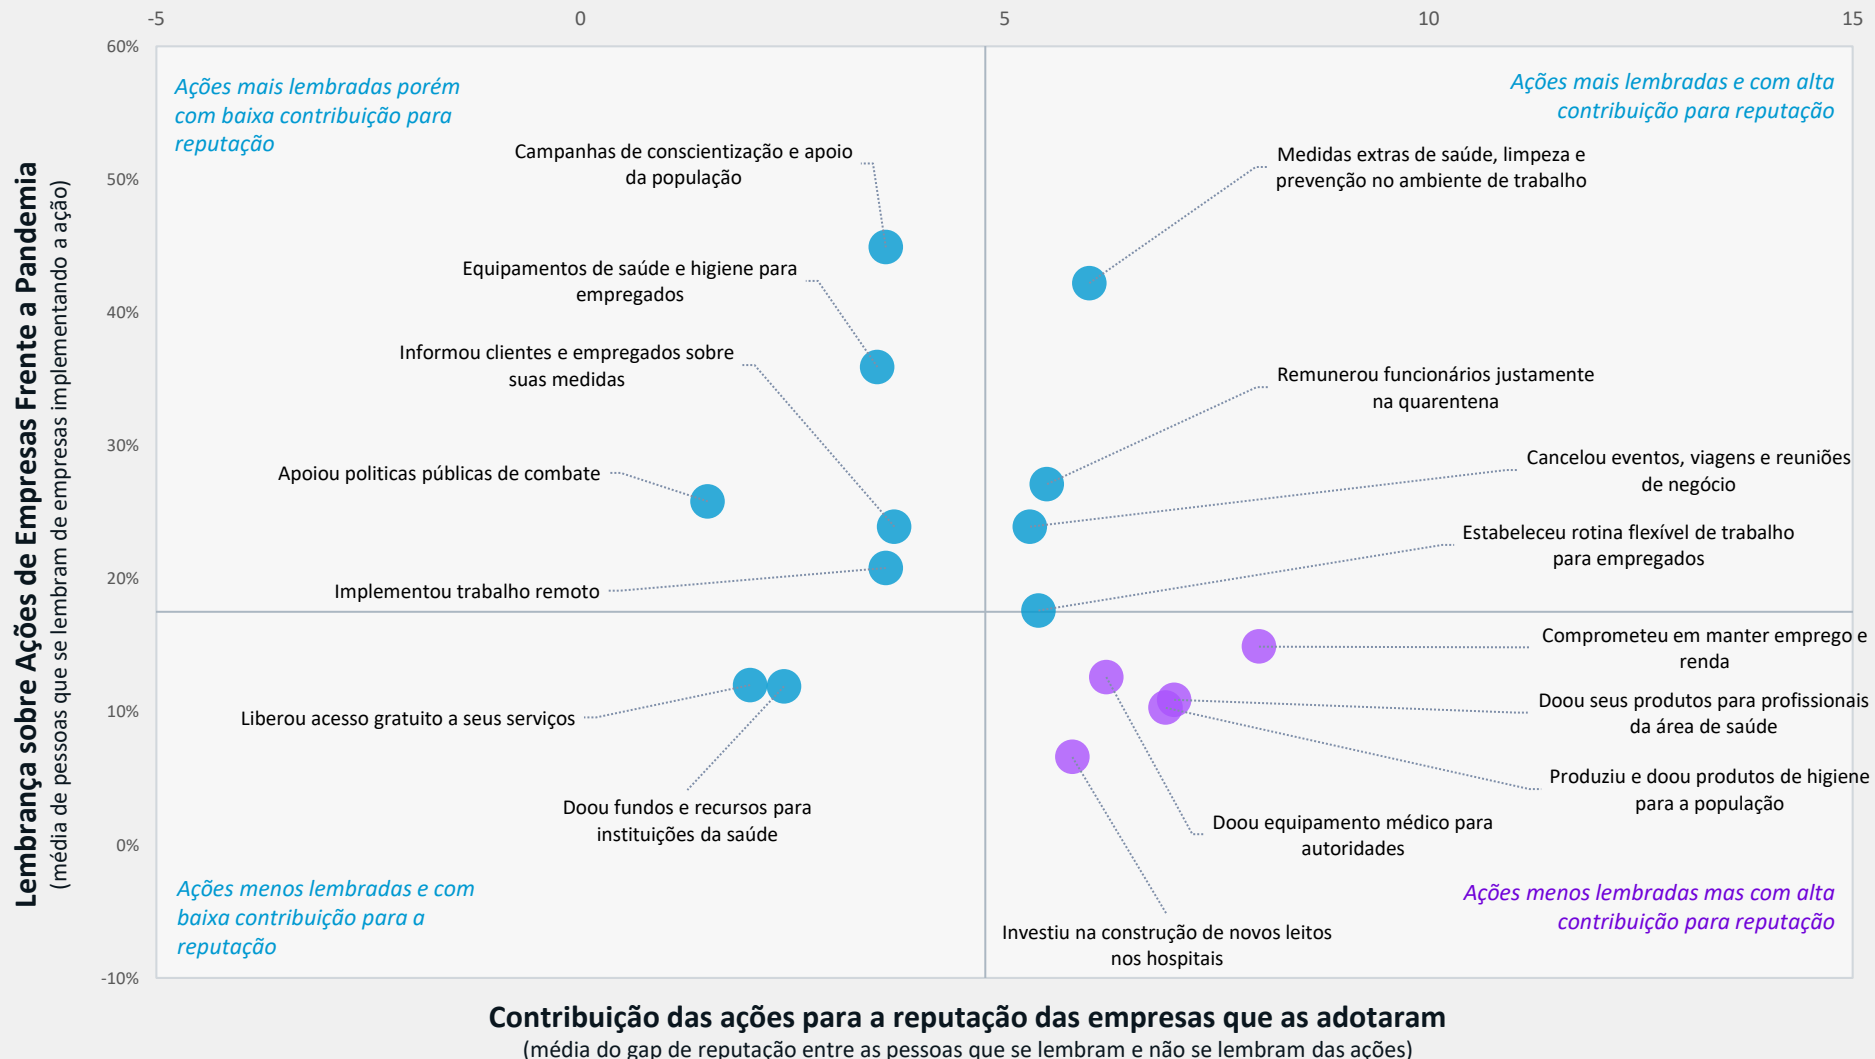 -5
0
5
10
15
60%
50%
40%
30%
20%
10%
0%
-10%
Lembrança sobre Ações de Empresas Frente a Pandemia
(média de pessoas que se lembram de empresas implementando a ação)
Ações mais lembradas porém
com baixa contribuição para
reputação
Ações mais lembradas e com alta
contribuição para reputação
Campanhas de conscientização e apoio
da população
Medidas extras de saúde, limpeza e
prevenção no ambiente de trabalho
Equipamentos de saúde e higiene para
empregados
Informou clientes e empregados sobre
suas medidas
Remunerou funcionários justamente
na quarentena
Apoiou politicas públicas de combate
Cancelou eventos, viagens e reuniões
de negócio
Estabeleceu rotina flexível de trabalho
para empregados
Implementou trabalho remoto
Comprometeu em manter emprego e
renda
Liberou acesso gratuito a seus serviços
Doou seus produtos para profissionais
da área de saúde
Produziu e doou produtos de higiene
para a população
Doou fundos e recursos para
instituições da saúde
Doou equipamento médico para
autoridades
Ações menos lembradas e com
baixa contribuição para a
reputação
Ações menos lembradas mas com alta
contribuição para reputação
Investiu na construção de novos leitos
nos hospitais
Contribuição das ações para a reputação das empresas que as adotaram
(média do gap de reputação entre as pessoas que se lembram e não se lembram das ações)